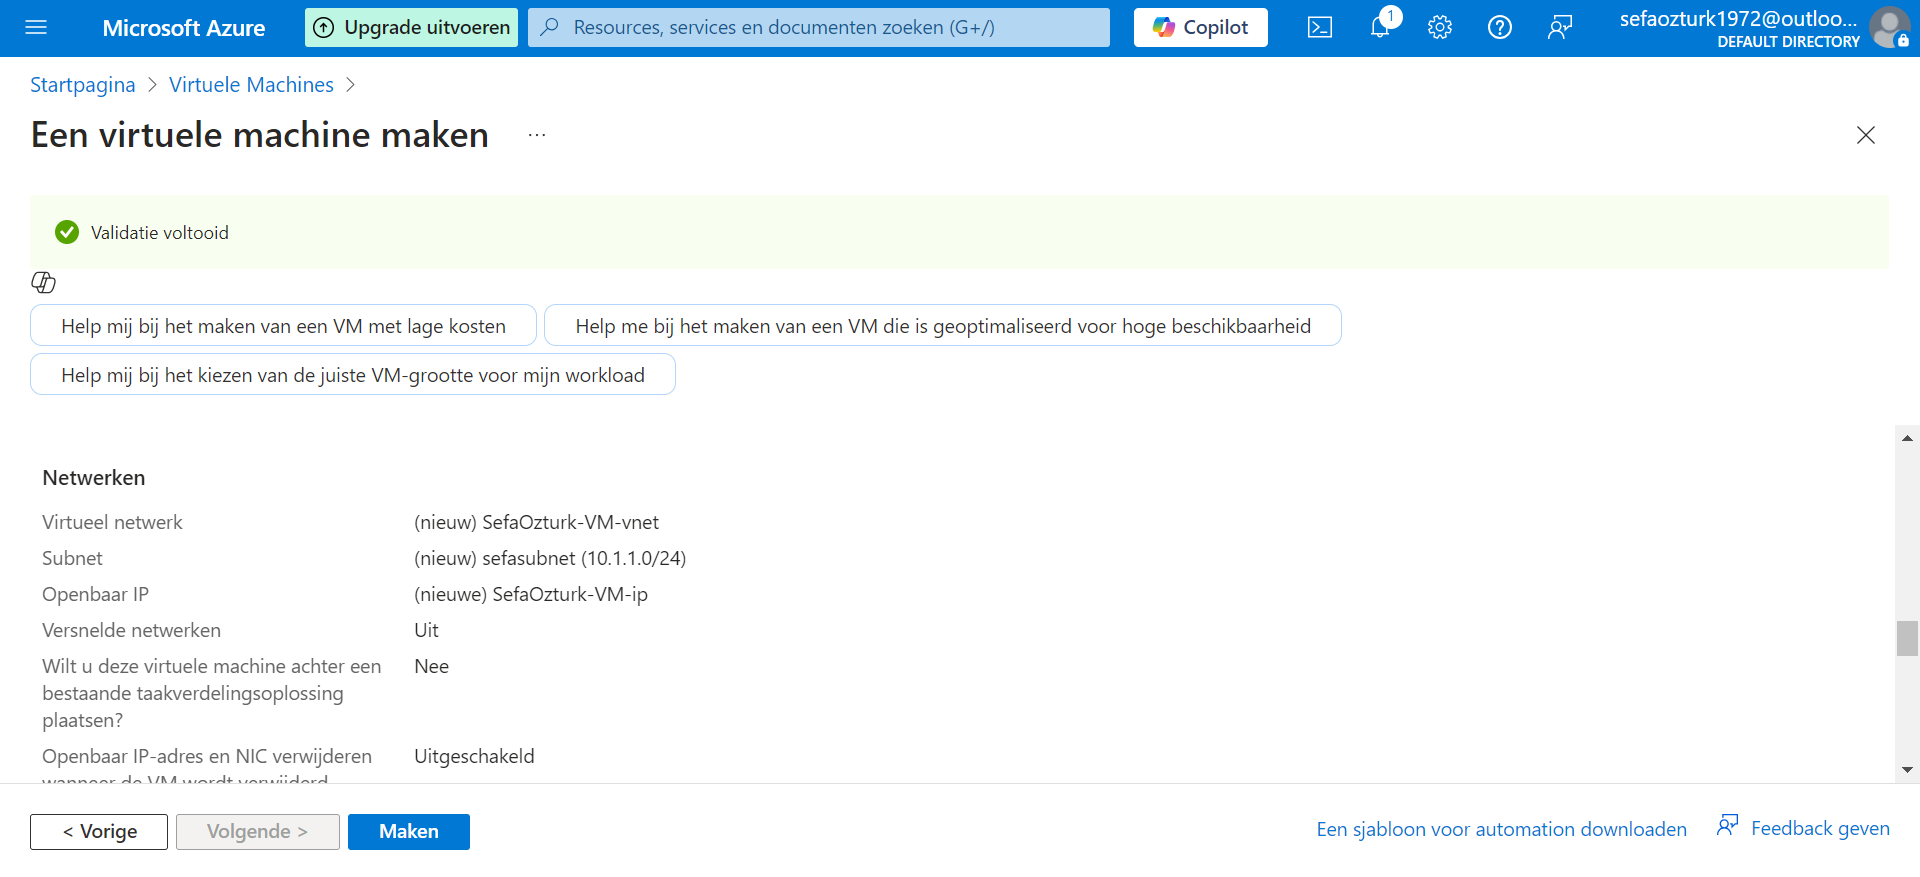 Microsoft Azure
Upgrade uitvoeren
Resources, services en documenten zoeken (G+/)
Copilot
1
sefaozturk1972@outloo...
DEFAULT DIRECTORY
Startpagina > Virtuele Machines >
Een virtuele machine maken ...
Validatie voltooid
Help mij bij het maken van een VM met lage kosten
Help me bij het maken van een VM die is geoptimaliseerd voor hoge beschikbaarheid
Help mij bij het kiezen van de juiste VM-grootte voor mijn workload
Netwerken
Virtueel netwerk (nieuw) SefaOzturk-VM-vnet
Subnet (nieuw) sefasubnet (10.1.1.0/24)
Openbaar IP (nieuwe) SefaOzturk-VM-ip
Versnelde netwerken Uit
Wilt u deze virtuele machine achter een Nee
bestaande taakverdelingsoplossing
plaatsen?
Openbaar IP-adres en NIC verwijderen Uitgeschakeld
wanneer de VM wordt verwijderd
< Vorige
Volgende >
Maken
Een sjabloon voor automation downloaden
Feedback geven